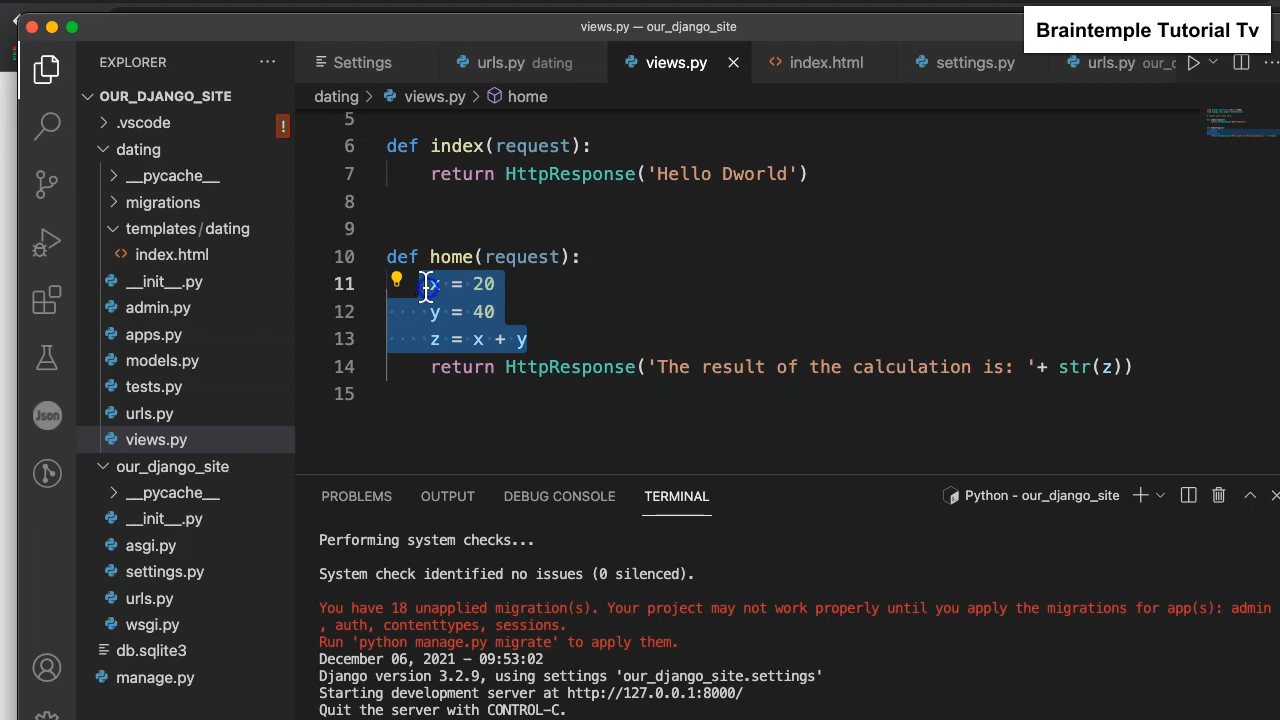 views.py — our_django_site
Braintemple Tutorial Tv
EXPLORER
Settings
urls.py dating
views.py
index.html
settings.py
urls.py our_c
OUR_DJANGO_SITE
dating
views.py
home
.vscode
dating
__pycache__
migrations
templates/dating
index.html
__init__.py
admin.py
apps.py
models.py
tests.py
urls.py
views.py
our_django_site
__pycache__
__init__.py
asgi.py
settings.py
urls.py
wsgi.py
db.sqlite3
manage.py
Json
5
6 def index(request):
7 return HttpResponse('Hello Dworld')
8
9
10 def home(request):
11 x = 20
12 y = 40
13 z = x + y
14 return HttpResponse('The result of the calculation is: '+ str(z))
15
PROBLEMS OUTPUT DEBUG CONSOLE TERMINAL
Python - our_django_site
Performing system checks...
System check identified no issues (0 silenced).
You have 18 unapplied migration(s). Your project may not work properly until you apply the migrations for app(s): admin
, auth, contenttypes, sessions.
Run 'python manage.py migrate' to apply them.
December 06, 2021 - 09:53:02
Django version 3.2.9, using settings 'our_django_site.settings'
Starting development server at http://127.0.0.1:8000/
Quit the server with CONTROL-C.